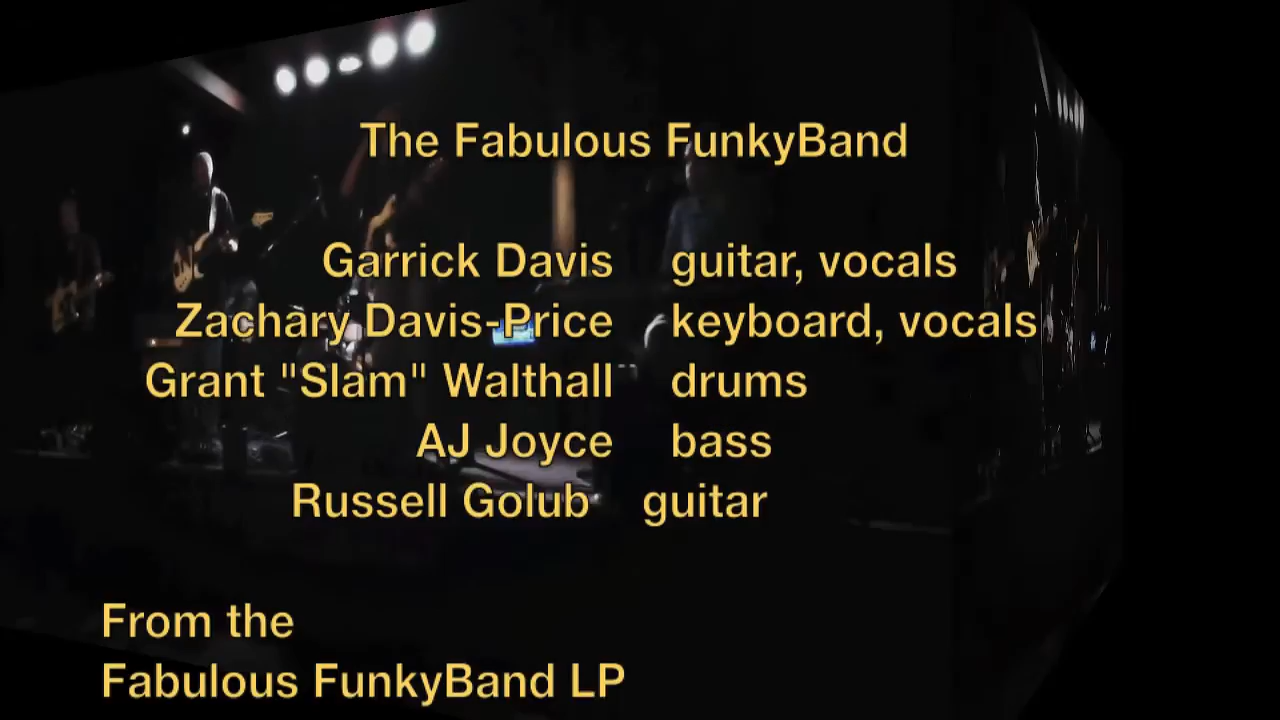 The Fabulous FunkyBand
Garrick Davis guitar, vocals
Zachary Davis-Price keyboard, vocals
Grant "Slam" Walthall drums
AJ Joyce bass
Russell Golub guitar
From the
Fabulous FunkyBand LP